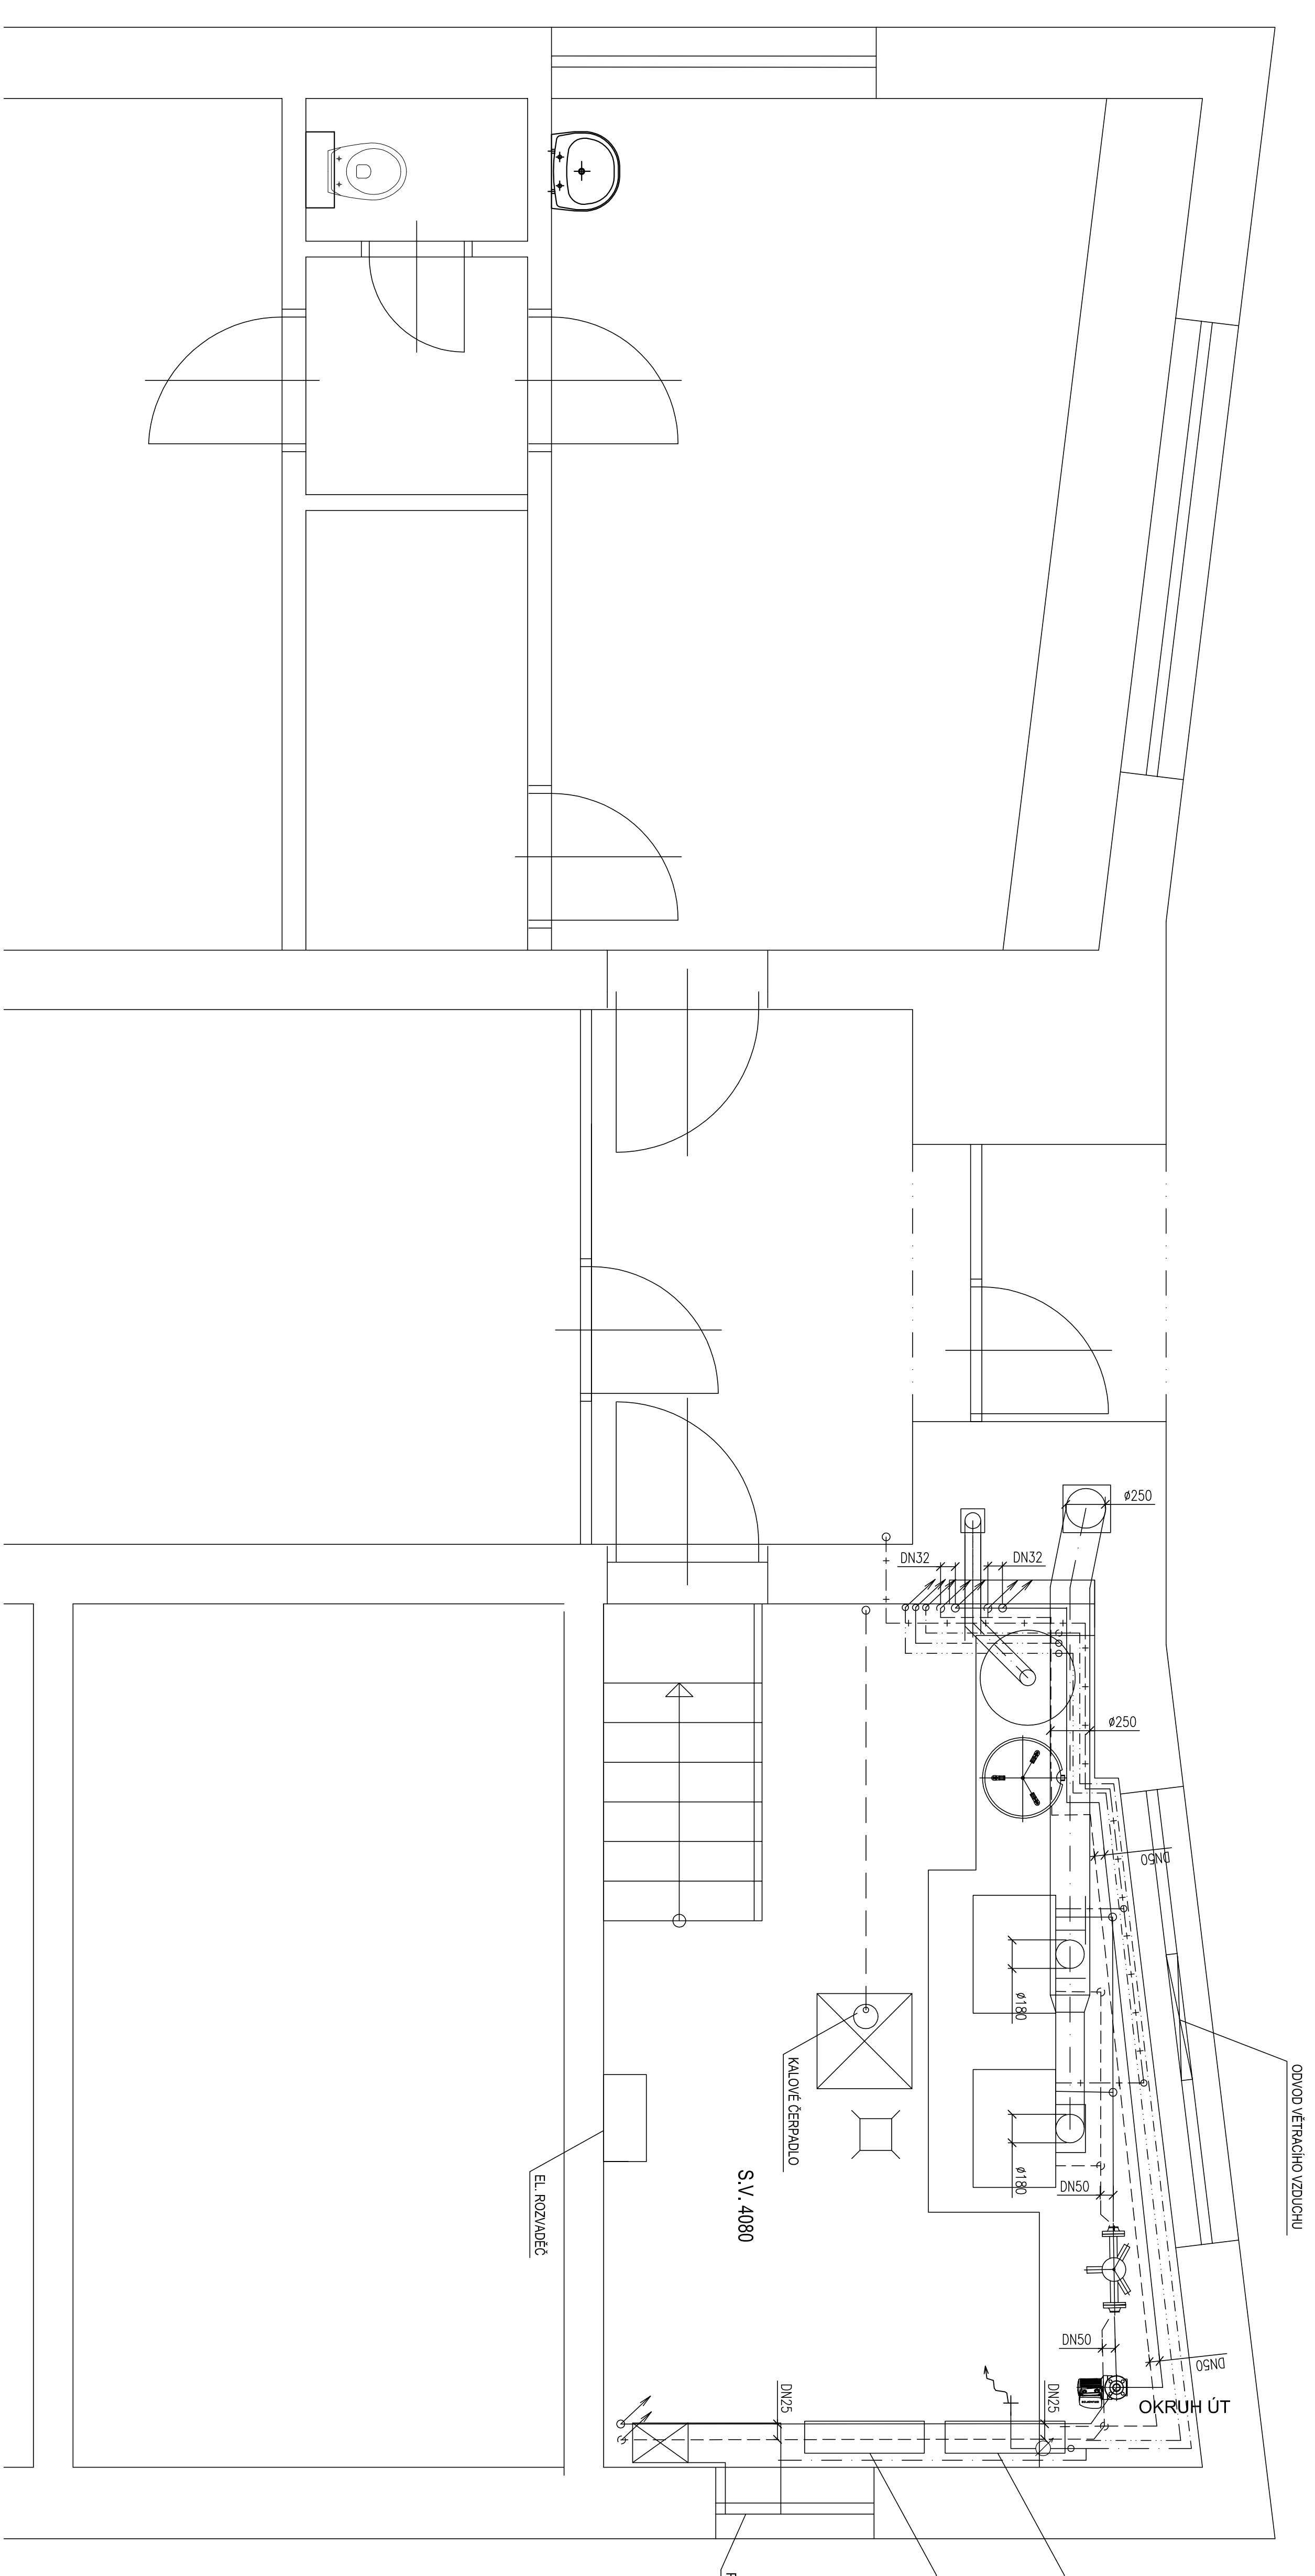 ø250
DN32
DN32
ø250
DN50
ø180
ODVOD VĚTRACÍHO VZDUCHU
KALOVÉ ČERPADLO
ø180
DN50
EL. ROZVADĚČ
S.V. 4080
DN50
DN50
DN25
DN25
OKRUH ÚT